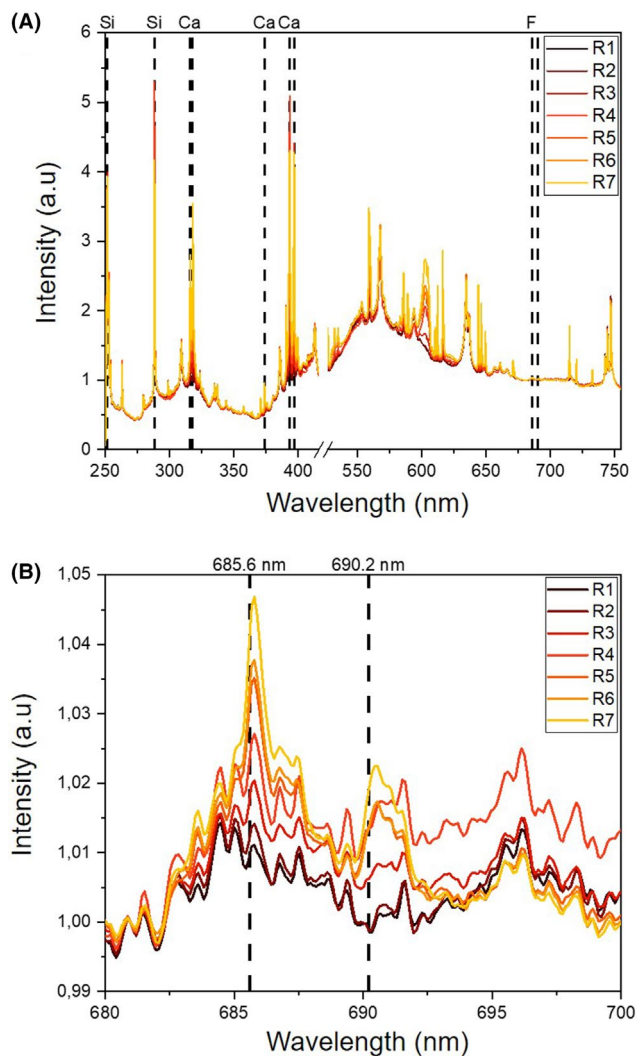 (A)
Si Si Ca Ca Ca F
6
5
4
3
2
1
0
Intensity (a.u)
R1
R2
R3
R4
R5
R6
R7
250 300 350 400 550 600 650 700 750
Wavelength (nm)
(B)
685.6 nm 690.2 nm
1,05
1,04
1,03
1,02
1,01
1,00
0,99
Intensity (a.u)
R1
R2
R3
R4
R5
R6
R7
680 685 690 695 700
Wavelength (nm)